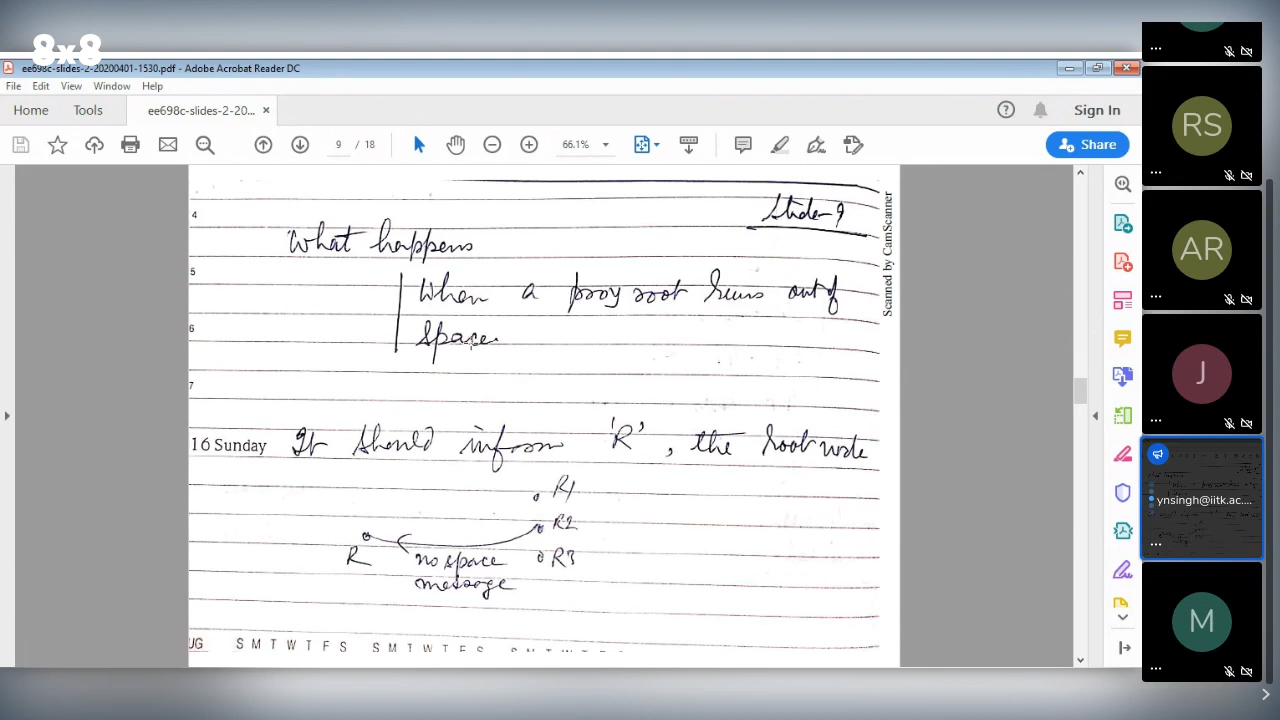 8x8
ee698c-slides-2-20200401-1530.pdf - Adobe Acrobat Reader DC
File Edit View Window Help
Home Tools ee698c-slides-2-20... × Sign In
9 / 18 66.1% Share
Slide-9
4
What happens
5
When a proxy root runs out of
6
space
7
16 Sunday It should inform 'R', the root node
R1
R2
R no space R3
message
UG S M T W T F S S M T W T F S
Scanned by CamScanner
RS
AR
J
ynsingh@iitk.ac....
M